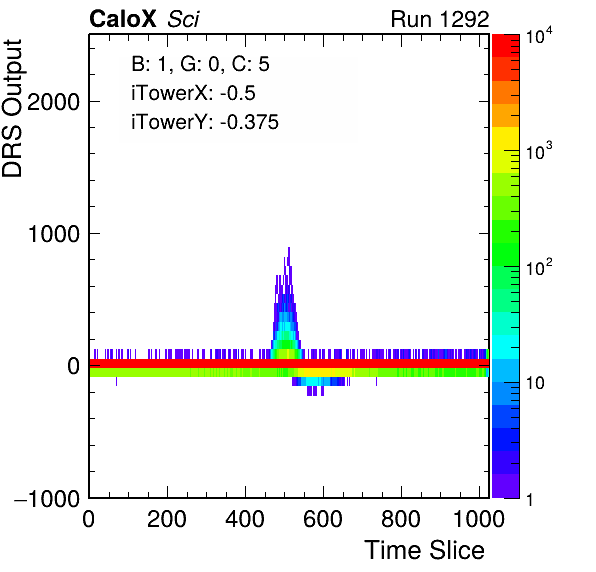 CaloX Sci
Run 1292
DRS Output
B: 1, G: 0, C: 5
iTowerX: -0.5
iTowerY: -0.375
2000
1000
0
−1000
0 200 400 600 800 1000
Time Slice
10^4
10^3
10^2
10
1